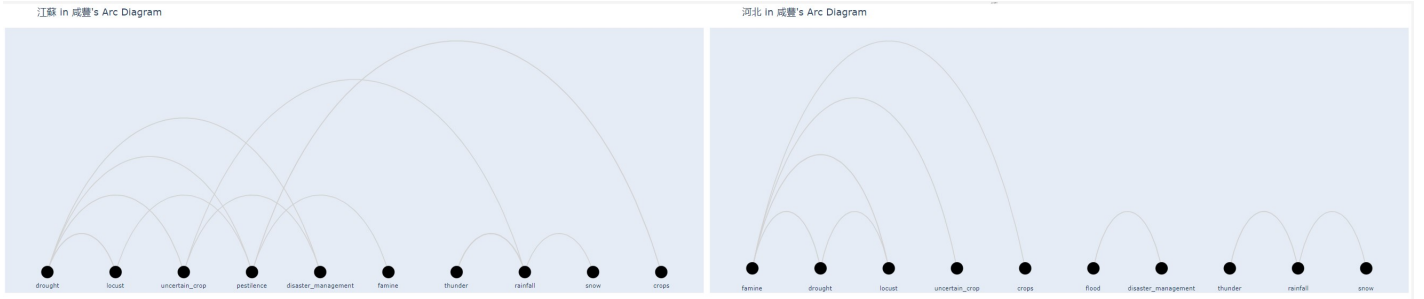 江蘇 in 咸豐's Arc Diagram
drought locust uncertain_crop pestilence disaster_management famine thunder rainfall snow crops
河北 in 咸豐's Arc Diagram
famine drought locust uncertain_crop crops flood disaster_management thunder rainfall snow